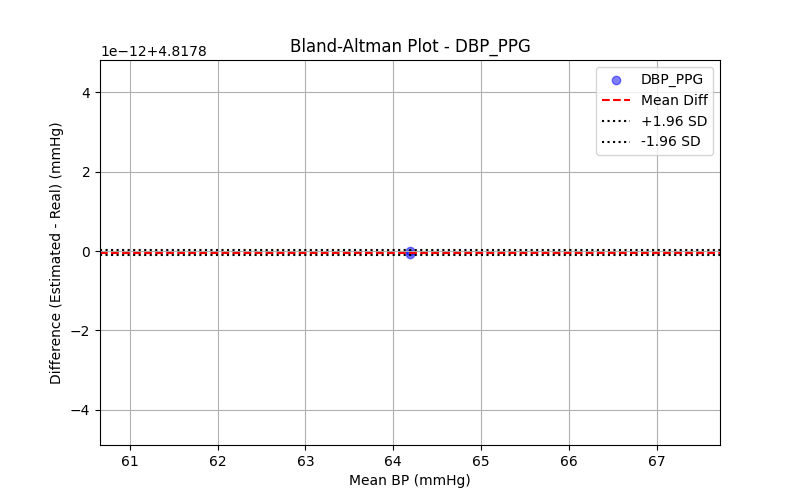 Bland-Altman Plot - DBP_PPG
1e−12+4.8178
DBP_PPG
Mean Diff
+1.96 SD
-1.96 SD
4
2
0
−2
−4
Difference (Estimated - Real) (mmHg)
61 62 63 64 65 66 67
Mean BP (mmHg)